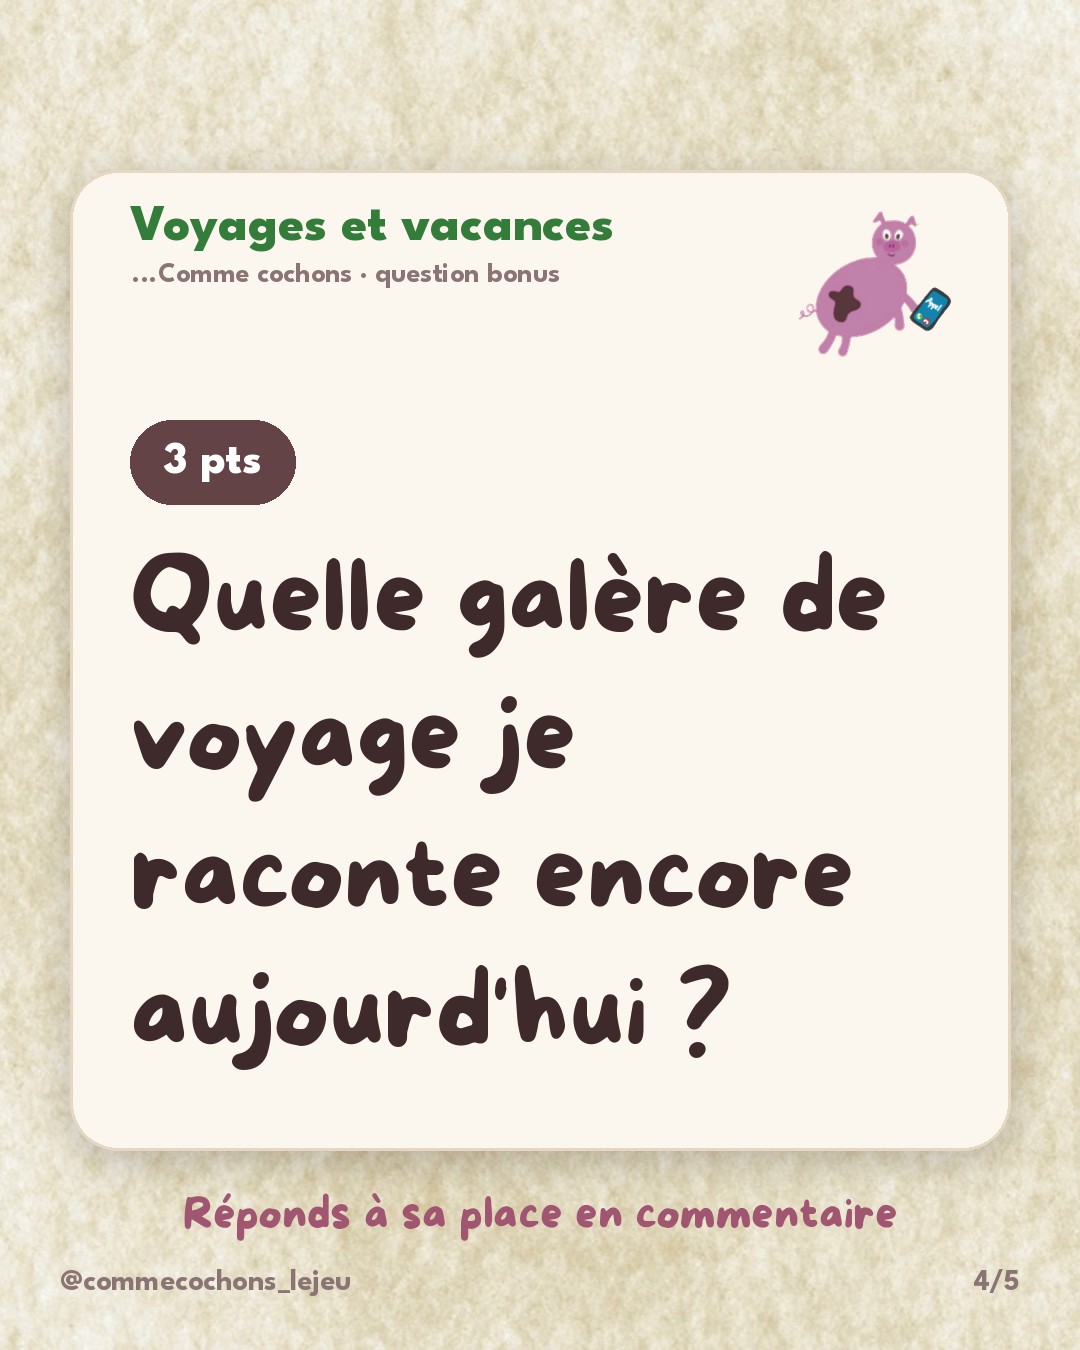 Voyages et vacances
...Comme cochons · question bonus
Appel
3 pts
Quelle galère de
voyage je
raconte encore
aujourd'hui ?
Réponds à sa place en commentaire
@commecochons_lejeu
4/5